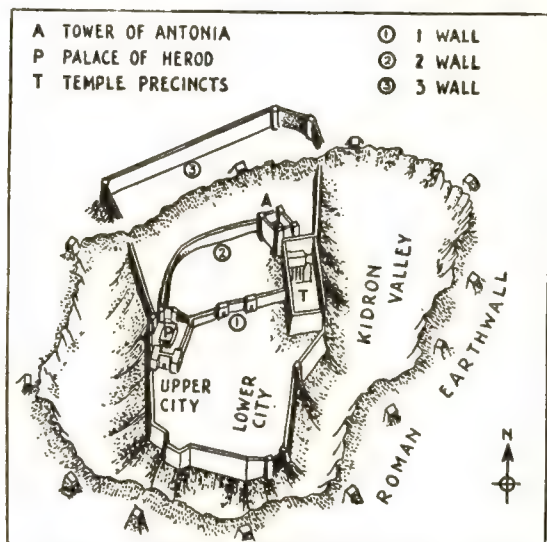 A TOWER OF ANTONIA
P PALACE OF HEROD
T TEMPLE PRECINCTS
① 1 WALL
② 2 WALL
③ 3 WALL
③
A
②
T
①
P
UPPER CITY
LOWER CITY
KIDRON VALLEY
ROMAN EARTHWALL
N